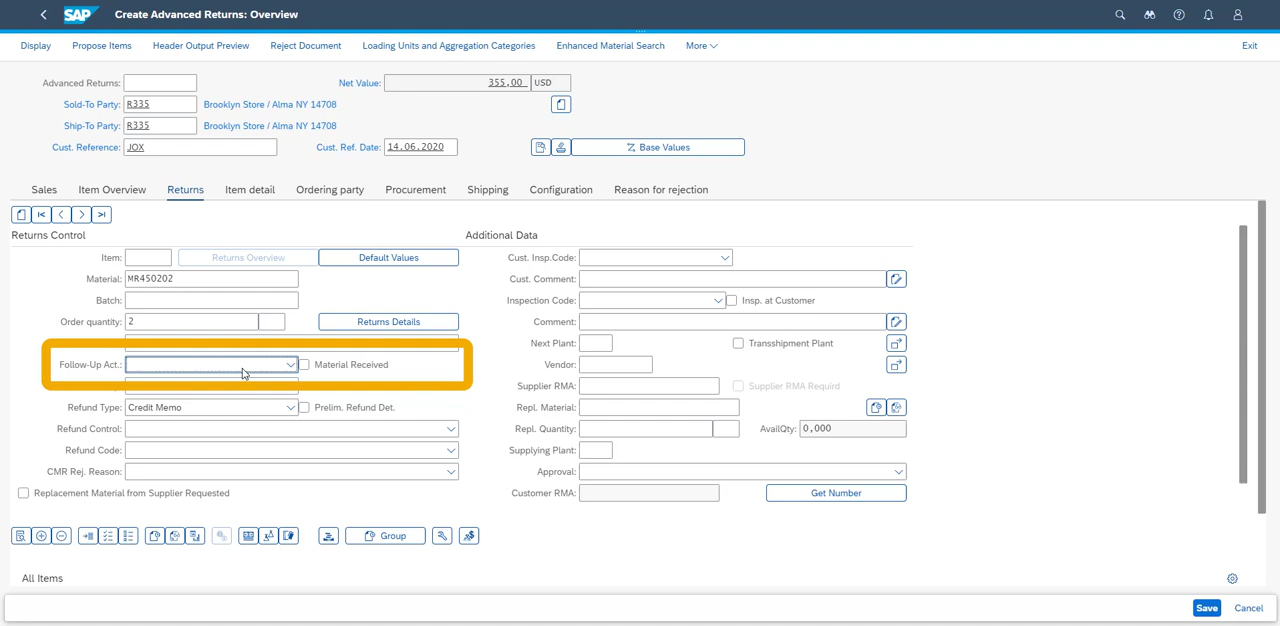 SAP Create Advanced Returns: Overview
Display Propose Items Header Output Preview Reject Document Loading Units and Aggregation Categories Enhanced Material Search More Exit
Advanced Returns: Net Value: 355,00 USD
Sold-To Party: R335 Brooklyn Store / Alma NY 14708
Ship-To Party: R335 Brooklyn Store / Alma NY 14708
Cust. Reference: JOX Cust. Ref. Date: 14.06.2020 Base Values
Sales Item Overview Returns Item detail Ordering party Procurement Shipping Configuration Reason for rejection
Returns Control Additional Data
Item: Returns Overview Default Values Cust. Insp.Code:
Material: MR450202 Cust. Comment:
Batch: Inspection Code: Insp. at Customer
Order quantity: 2 Returns Details Comment:
Next Plant: Transshipment Plant
Follow-Up Act.: Material Received Vendor:
Supplier RMA: Supplier RMA Requird
Refund Type: Credit Memo Prelim. Refund Det. Repl. Material:
Refund Control: Repl. Quantity: AvailQty: 0,000
Refund Code: Supplying Plant:
CMR Rej. Reason: Approval:
Replacement Material from Supplier Requested Customer RMA: Get Number
Group
All Items
Save Cancel